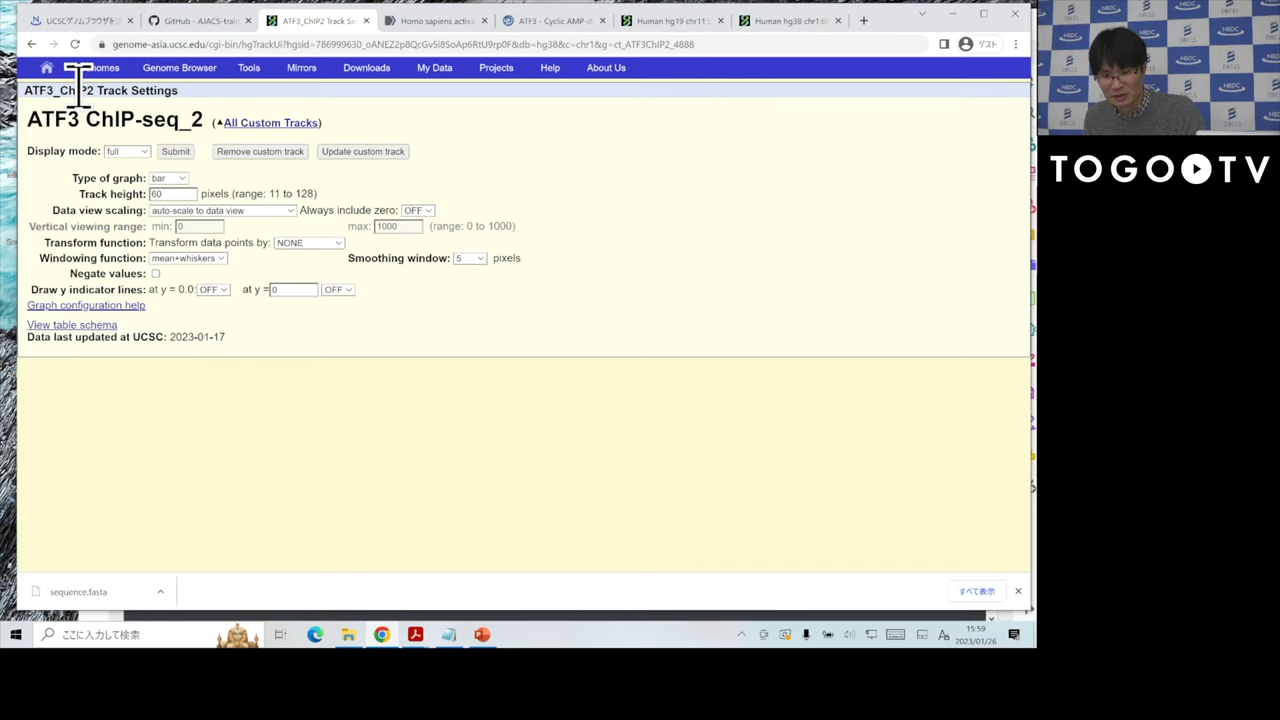 UCSCゲノムブラウザを
GitHub - AJACS-train
ATF3_ChIP2 Track Se
Homo sapiens activa
ATF3 - Cyclic AMP-d
Human hg19 chr11:5
Human hg38 chr1:6
genome-asia.ucsc.edu/cgi-bin/hgTrackUi?hgsid=786999630_oANEZ2p8QcGv5I8SoAp6RtU9rp0F&db=hg38&c=chr1&g=ct_ATF3ChIP2_4888
ゲスト
omes Genome Browser Tools Mirrors Downloads My Data Projects Help About Us
ATF3_ChIP2 Track Settings
ATF3 ChIP-seq_2 (▲All Custom Tracks)
Display mode: full Submit Remove custom track Update custom track
Type of graph: bar
Track height: 60 pixels (range: 11 to 128)
Data view scaling: auto-scale to data view Always include zero: OFF
Vertical viewing range: min: 0 max: 1000 (range: 0 to 1000)
Transform function: Transform data points by: NONE
Windowing function: mean+whiskers Smoothing window: 5 pixels
Negate values:
Draw y indicator lines: at y = 0.0: OFF at y = 0 OFF
Graph configuration help
View table schema
Data last updated at UCSC: 2023-01-17
sequence.fasta
すべて表示
ここに入力して検索
15:59
2023/01/26
NBDC
DBCLS
TOGO TV